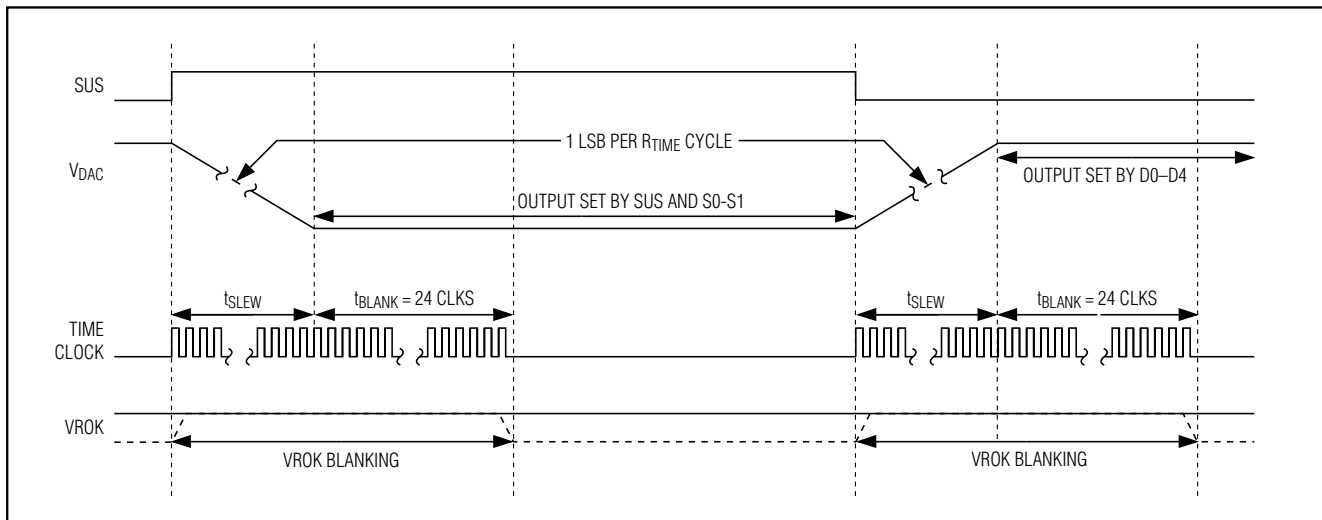 SUS
1 LSB PER RTIME CYCLE
VDAC
OUTPUT SET BY D0–D4
OUTPUT SET BY SUS AND S0-S1
tSLEW
tBLANK = 24 CLKS
tSLEW
tBLANK = 24 CLKS
TIME
CLOCK
VROK
VROK BLANKING
VROK BLANKING